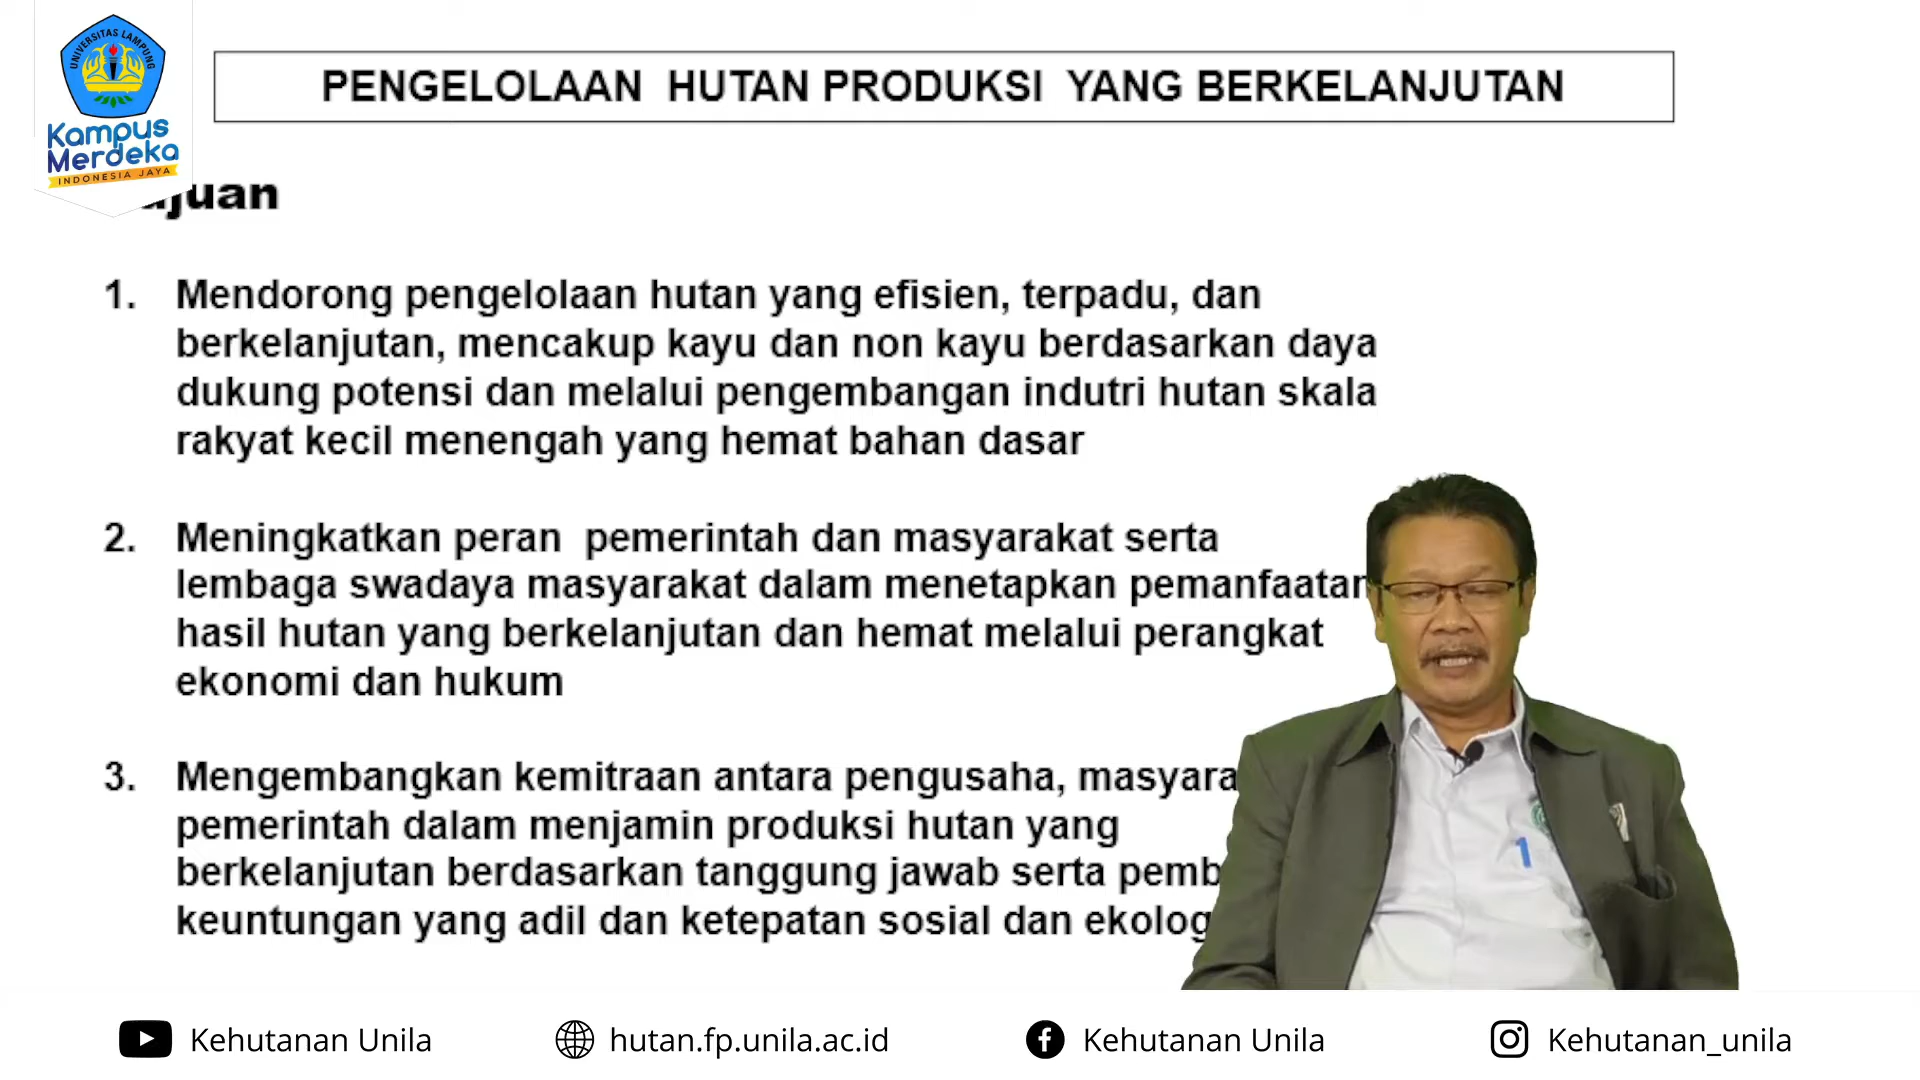 UNIVERSITAS LAMPUNG
Kampus
Merdeka
INDONESIA JAYA
PENGELOLAAN HUTAN PRODUKSI YANG BERKELANJUTAN
1. Mendorong pengelolaan hutan yang efisien, terpadu, dan
berkelanjutan, mencakup kayu dan non kayu berdasarkan daya
dukung potensi dan melalui pengembangan indutri hutan skala
rakyat kecil menengah yang hemat bahan dasar
2. Meningkatkan peran pemerintah dan masyarakat serta
lembaga swadaya masyarakat dalam menetapkan pemanfaatan
hasil hutan yang berkelanjutan dan hemat melalui perangkat
ekonomi dan hukum
3. Mengembangkan kemitraan antara pengusaha, masyara
pemerintah dalam menjamin produksi hutan yang
berkelanjutan berdasarkan tanggung jawab serta pemb
keuntungan yang adil dan ketepatan sosial dan ekolog
Kehutanan Unila
hutan.fp.unila.ac.id
Kehutanan Unila
Kehutanan_unila